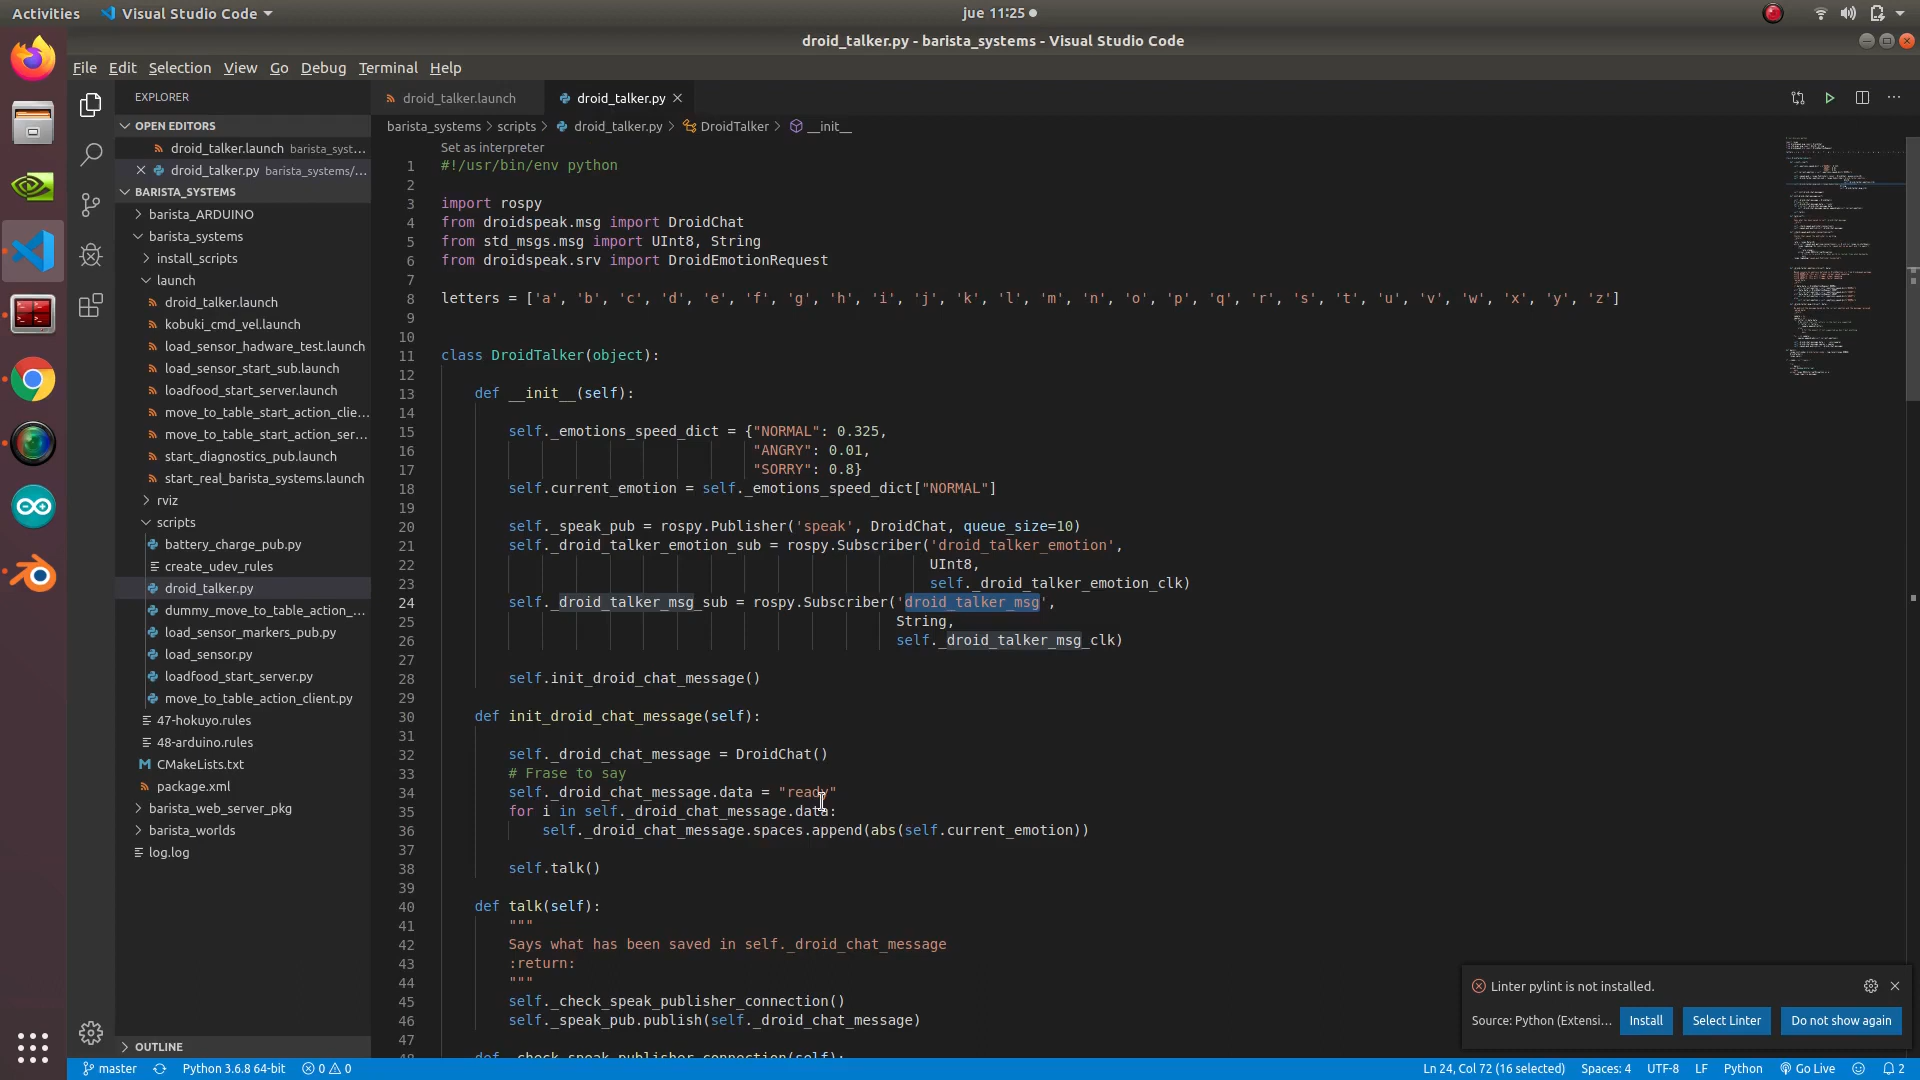 Activities
Visual Studio Code
jue 11:25
droid_talker.py - barista_systems - Visual Studio Code
File Edit Selection View Go Debug Terminal Help
EXPLORER
OPEN EDITORS
droid_talker.launch barista_syst...
droid_talker.py barista_systems/...
BARISTA_SYSTEMS
barista_ARDUINO
barista_systems
install_scripts
launch
droid_talker.launch
kobuki_cmd_vel.launch
load_sensor_hadware_test.launch
load_sensor_start_sub.launch
loadfood_start_server.launch
move_to_table_start_action_clie...
move_to_table_start_action_ser...
start_diagnostics_pub.launch
start_real_barista_systems.launch
rviz
scripts
battery_charge_pub.py
create_udev_rules
droid_talker.py
dummy_move_to_table_action_...
load_sensor_markers_pub.py
load_sensor.py
loadfood_start_server.py
move_to_table_action_client.py
47-hokuyo.rules
48-arduino.rules
CMakeLists.txt
package.xml
barista_web_server_pkg
barista_worlds
log.log
OUTLINE
droid_talker.launch
droid_talker.py
barista_systems > scripts > droid_talker.py > DroidTalker > __init__
Set as interpreter
1 #!/usr/bin/env python
2
3 import rospy
4 from droidspeak.msg import DroidChat
5 from std_msgs.msg import UInt8, String
6 from droidspeak.srv import DroidEmotionRequest
7
8 letters = ['a', 'b', 'c', 'd', 'e', 'f', 'g', 'h', 'i', 'j', 'k', 'l', 'm', 'n', 'o', 'p', 'q', 'r', 's', 't', 'u', 'v', 'w', 'x', 'y', 'z']
9
10
11 class DroidTalker(object):
12
13 def __init__(self):
14
15 self._emotions_speed_dict = {"NORMAL": 0.325,
16 "ANGRY": 0.01,
17 "SORRY": 0.8}
18 self.current_emotion = self._emotions_speed_dict["NORMAL"]
19
20 self._speak_pub = rospy.Publisher('speak', DroidChat, queue_size=10)
21 self._droid_talker_emotion_sub = rospy.Subscriber('droid_talker_emotion',
22 UInt8,
23 self._droid_talker_emotion_clk)
24 self._droid_talker_msg_sub = rospy.Subscriber('droid_talker_msg',
25 String,
26 self._droid_talker_msg_clk)
27
28 self.init_droid_chat_message()
29
30 def init_droid_chat_message(self):
31
32 self._droid_chat_message = DroidChat()
33 # Frase to say
34 self._droid_chat_message.data = "ready"
35 for i in self._droid_chat_message.data:
36 self._droid_chat_message.spaces.append(abs(self.current_emotion))
37
38 self.talk()
39
40 def talk(self):
41 """
42 Says what has been saved in self._droid_chat_message
43 :return:
44 """
45 self._check_speak_publisher_connection()
46 self._speak_pub.publish(self._droid_chat_message)
47
48 def _check_speak_publisher_connection(self):
Linter pylint is not installed.
Source: Python (Extensi...
Install
Select Linter
Do not show again
master
Python 3.6.8 64-bit
0 0
Ln 24, Col 72 (16 selected)
Spaces: 4
UTF-8
LF
Python
Go Live
2